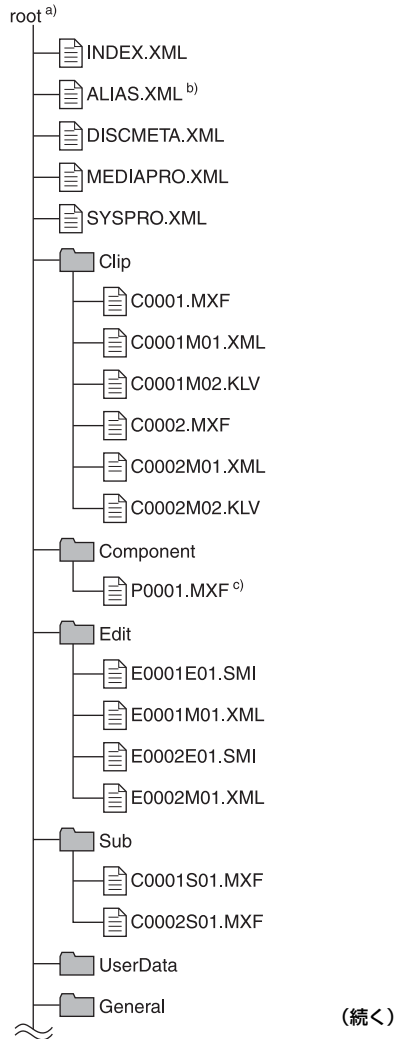 root a)
INDEX.XML
ALIAS.XML b)
DISCMETA.XML
MEDIAPRO.XML
SYSPRO.XML
Clip
C0001.MXF
C0001M01.XML
C0001M02.KLV
C0002.MXF
C0002M01.XML
C0002M02.KLV
Component
P0001.MXF c)
Edit
E0001E01.SMI
E0001M01.XML
E0002E01.SMI
E0002M01.XML
Sub
C0001S01.MXF
C0002S01.MXF
UserData
General
(続く)